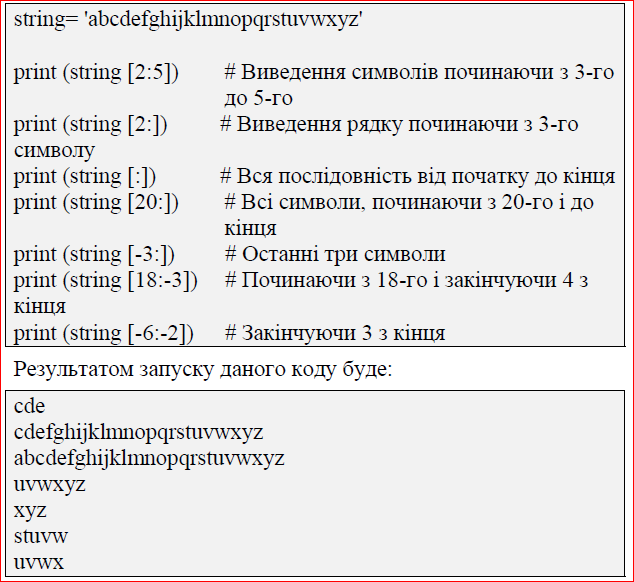 string= 'abcdefghijklmnopqrstuvwxyz'
print (string [2:5]) # Виведення символів починаючи з 3-го
до 5-го
print (string [2:]) # Виведення рядку починаючи з 3-го
символу
print (string [:]) # Вся послідовність від початку до кінця
print (string [20:]) # Всі символи, починаючи з 20-го і до
кінця
print (string [-3:]) # Останні три символи
print (string [18:-3]) # Починаючи з 18-го і закінчуючи 4 з
кінця
print (string [-6:-2]) # Закінчуючи 3 з кінця
Результатом запуску даного коду буде:
cde
cdefghijklmnopqrstuvwxyz
abcdefghijklmnopqrstuvwxyz
uvwxyz
xyz
stuvw
uvwx